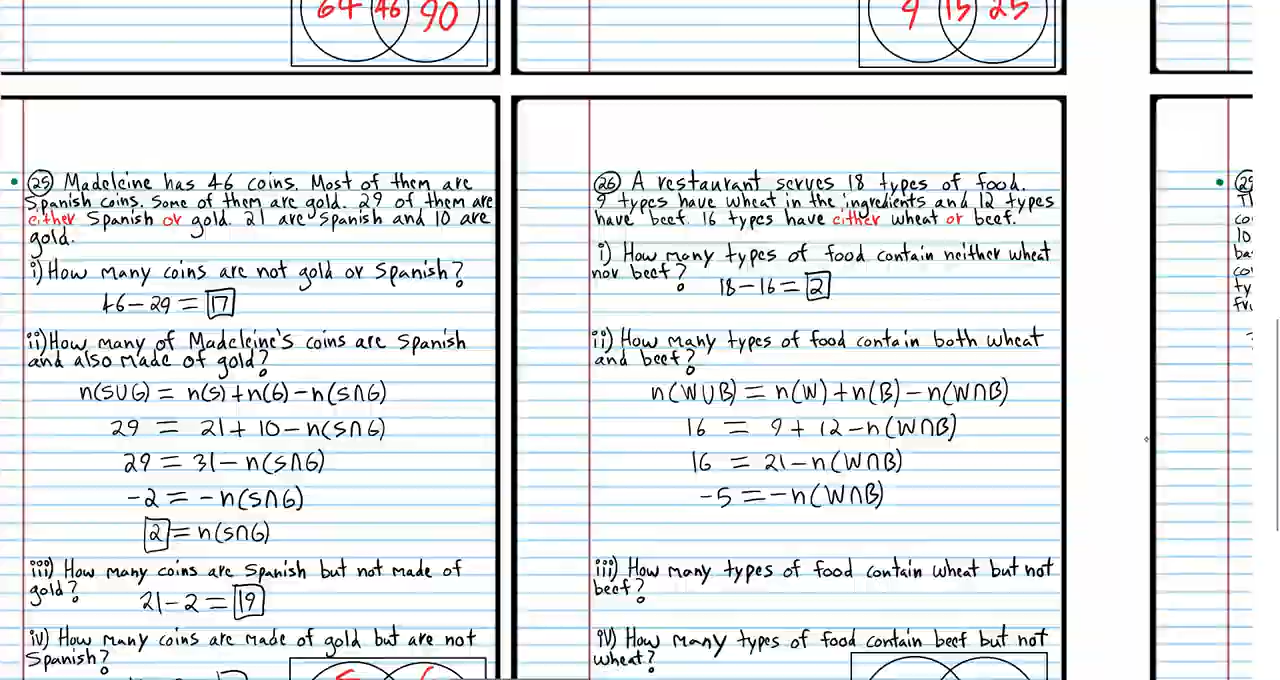 64 46 90
9 15 25
25 Madeleine has 46 coins. Most of them are
Spanish coins. Some of them are gold. 29 of them are
either Spanish or gold. 21 are Spanish and 10 are
gold.
i) How many coins are not gold or Spanish?
46-29 = 17
ii) How many of Madeleine's coins are Spanish
and also made of gold?
n(S∪G) = n(S)+n(G)-n(S∩G)
29 = 21+10-n(S∩G)
29 = 31-n(S∩G)
-2 = -n(S∩G)
2 = n(S∩G)
iii) How many coins are Spanish but not made of
gold?
21-2 = 19
iv) How many coins are made of gold but are not
Spanish?
26 A restaurant serves 18 types of food.
9 types have wheat in the ingredients and 12 types
have beef. 16 types have either wheat or beef.
i) How many types of food contain neither wheat
nor beef?
18-16 = 2
ii) How many types of food contain both wheat
and beef?
n(W∪B) = n(W)+n(B)-n(W∩B)
16 = 9+12-n(W∩B)
16 = 21-n(W∩B)
-5 = -n(W∩B)
iii) How many types of food contain wheat but not
beef?
iv) How many types of food contain beef but not
wheat?